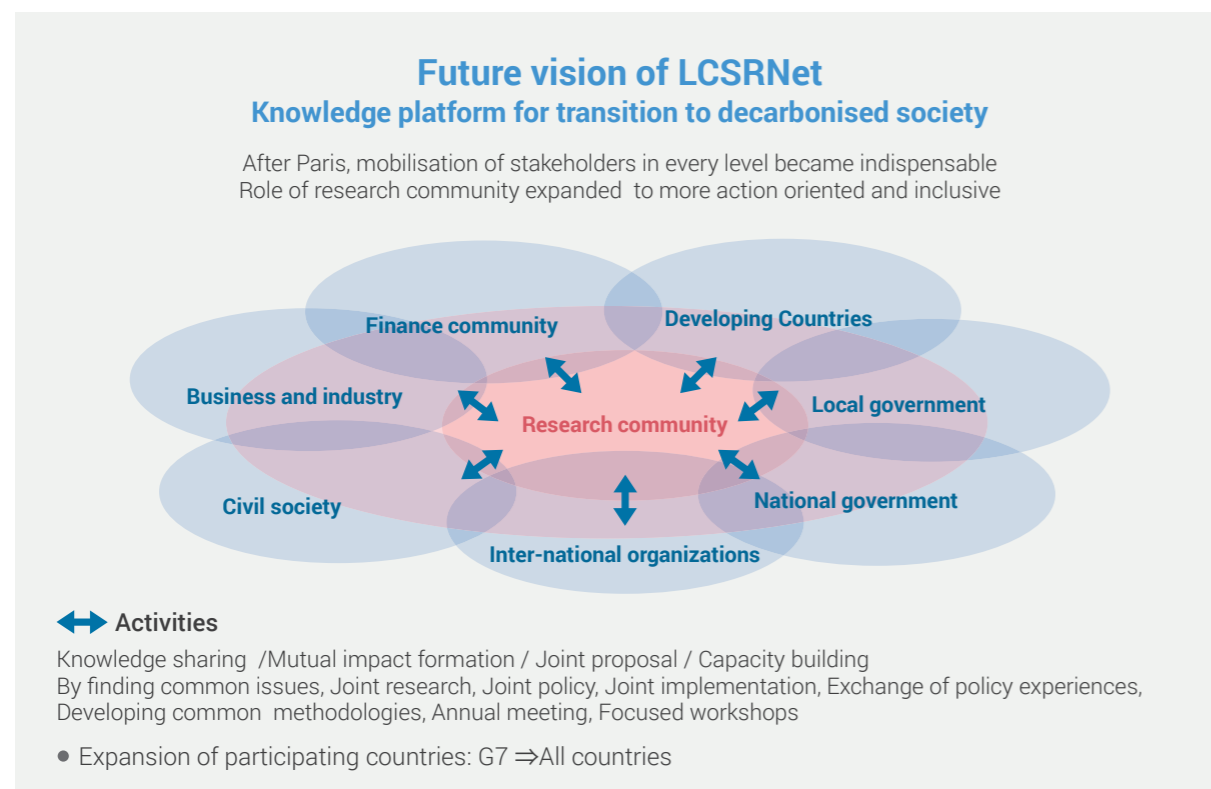 Future vision of LCSRNet
Knowledge platform for transition to decarbonised society
After Paris, mobilisation of stakeholders in every level became indispensable
Role of research community expanded to more action oriented and inclusive
Finance community
Developing Countries
Business and industry
Local government
Research community
Civil society
National government
Inter-national organizations
Activities
Knowledge sharing /Mutual impact formation / Joint proposal / Capacity building
By finding common issues, Joint research, Joint policy, Joint implementation, Exchange of policy experiences,
Developing common methodologies, Annual meeting, Focused workshops
● Expansion of participating countries: G7 ⇒All countries